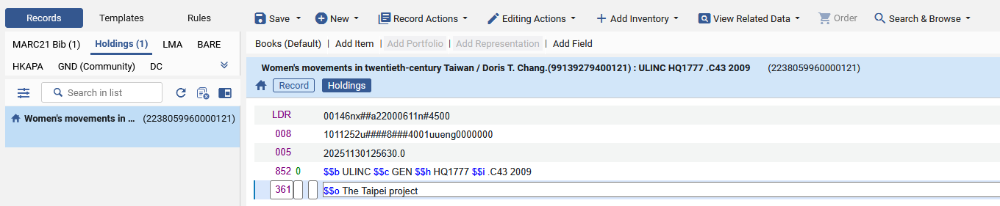 Records Templates Rules
Save New Record Actions Editing Actions Add Inventory View Related Data Order Search & Browse
MARC21 Bib (1) Holdings (1) LMA BARE
HKAPA GND (Community) DC
Books (Default) | Add Item | Add Portfolio | Add Representation | Add Field
Search in list
Women's movements in ... (2238059960000121)
Women's movements in twentieth-century Taiwan / Doris T. Chang.(99139279400121) : ULINC HQ1777 .C43 2009 (2238059960000121)
Record Holdings
LDR 00146nx##a22000611n#4500
008 1011252u####8###4001uueng0000000
005 20251130125630.0
852 0 $$b ULINC $$c GEN $$h HQ1777 $$i .C43 2009
361 $$o The Taipei project